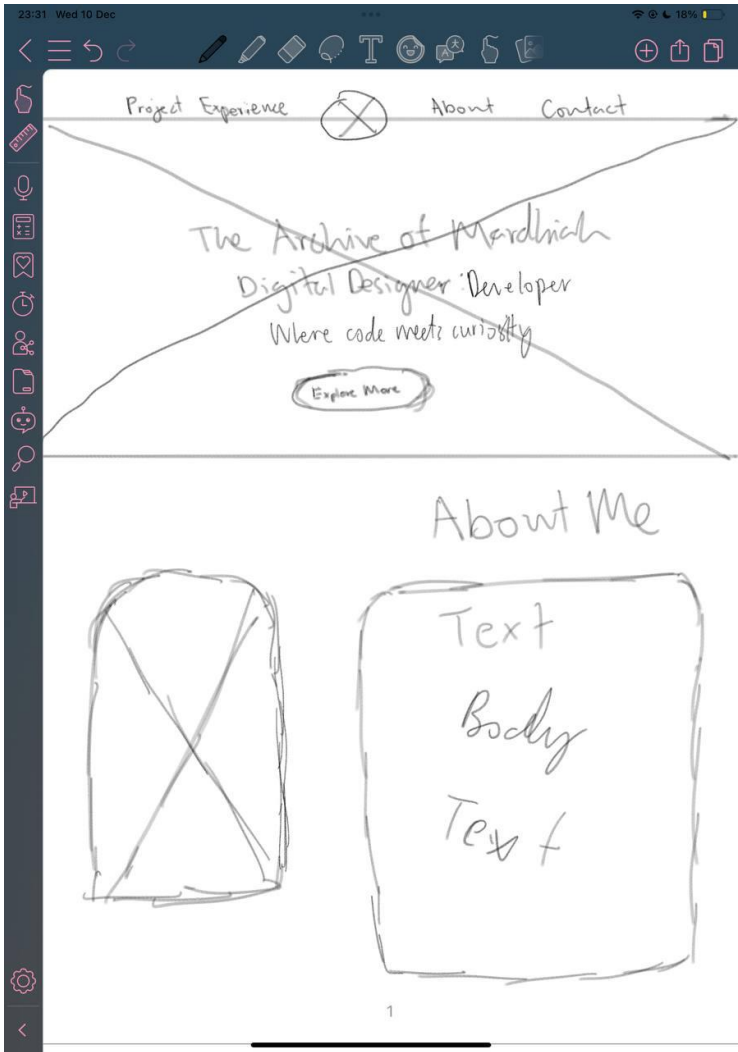 23:31 Wed 10 Dec 18%
Project Experience About Contact
The Archive of Mardhiah
Digital Designer : Developer
Where code meets curiosity
Explore More
About Me
Text
Body
Text
1